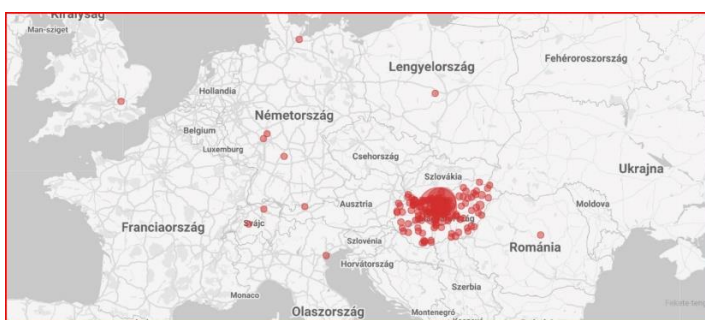 Királyság
Man-sziget
Lengyelország
Fehéroroszország
Hollandia
Németország
Belgium
Luxemburg
Csehország
Ukrajna
Szlovákia
Ausztria
Moldova
Franciaország
Svájc
Szlovénia
Románia
Horvátország
Szerbia
Monaco
Olaszország
Montenegró